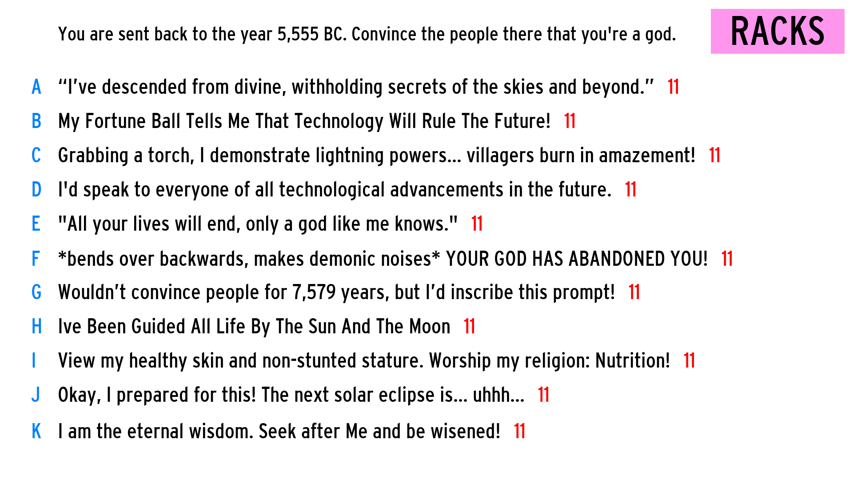 You are sent back to the year 5,555 BC. Convince the people there that you're a god.
RACKS
A “I’ve descended from divine, withholding secrets of the skies and beyond.” 11
B My Fortune Ball Tells Me That Technology Will Rule The Future! 11
C Grabbing a torch, I demonstrate lightning powers... villagers burn in amazement! 11
D I'd speak to everyone of all technological advancements in the future. 11
E "All your lives will end, only a god like me knows." 11
F *bends over backwards, makes demonic noises* YOUR GOD HAS ABANDONED YOU! 11
G Wouldn’t convince people for 7,579 years, but I’d inscribe this prompt! 11
H Ive Been Guided All Life By The Sun And The Moon 11
I View my healthy skin and non-stunted stature. Worship my religion: Nutrition! 11
J Okay, I prepared for this! The next solar eclipse is... uhhh... 11
K I am the eternal wisdom. Seek after Me and be wisened! 11